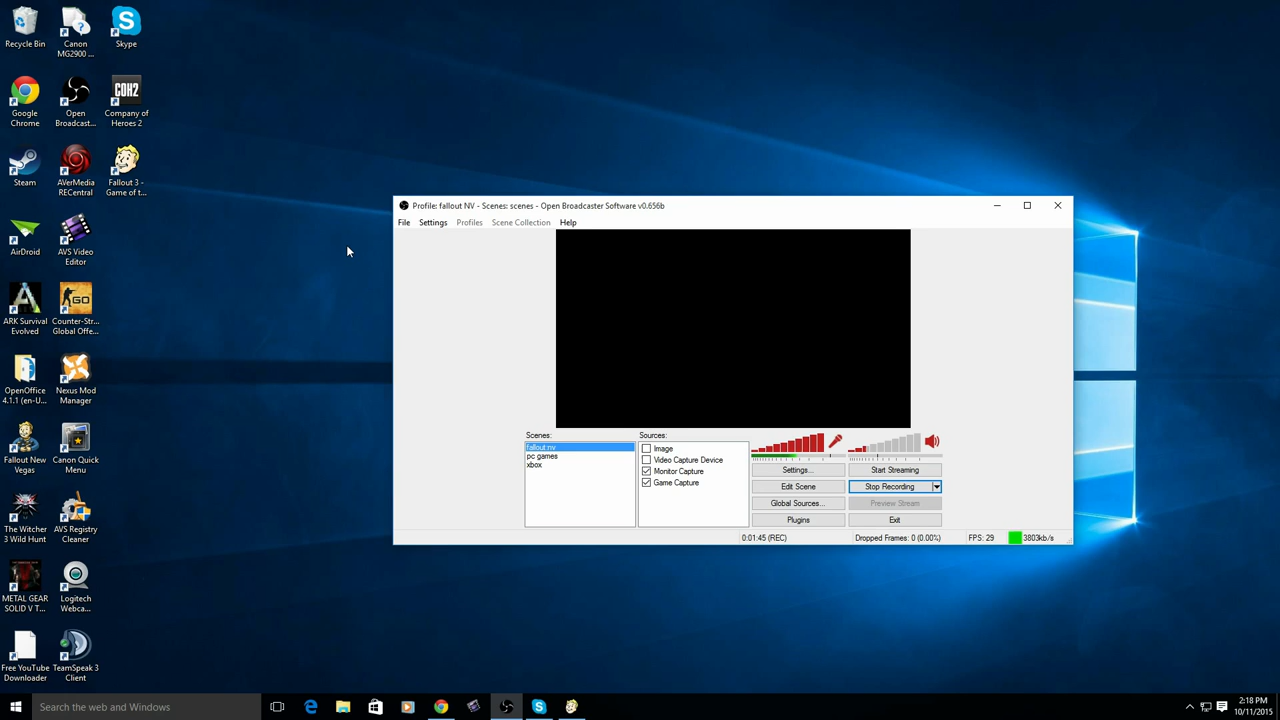 Recycle Bin
Canon
MG2900 ...
Skype
Google
Chrome
Open
Broadcast...
COH2
Company of
Heroes 2
Steam
AVerMedia
RECentral
Fallout 3 -
Game of t...
AirDroid
AVS Video
Editor
ARK Survival
Evolved
GO
Counter-Str...
Global Offe...
OpenOffice
4.1.1 (en-U...
Nexus Mod
Manager
Fallout New
Vegas
Canon Quick
Menu
The Witcher
3 Wild Hunt
AVS Registry
Cleaner
METAL GEAR
SOLID V T...
Logitech
Webca...
Free YouTube
Downloader
TeamSpeak 3
Client
Profile: fallout NV - Scenes: scenes - Open Broadcaster Software v0.656b
File Settings Profiles Scene Collection Help
Scenes:
fallout nv
pc games
xbox
Sources:
Image
Video Capture Device
Monitor Capture
Game Capture
Settings... Start Streaming
Edit Scene Stop Recording
Global Sources... Preview Stream
Plugins Exit
0:01:45 (REC) Dropped Frames: 0 (0.00%) FPS: 29 3803kb/s
Search the web and Windows
2:18 PM
10/11/2015